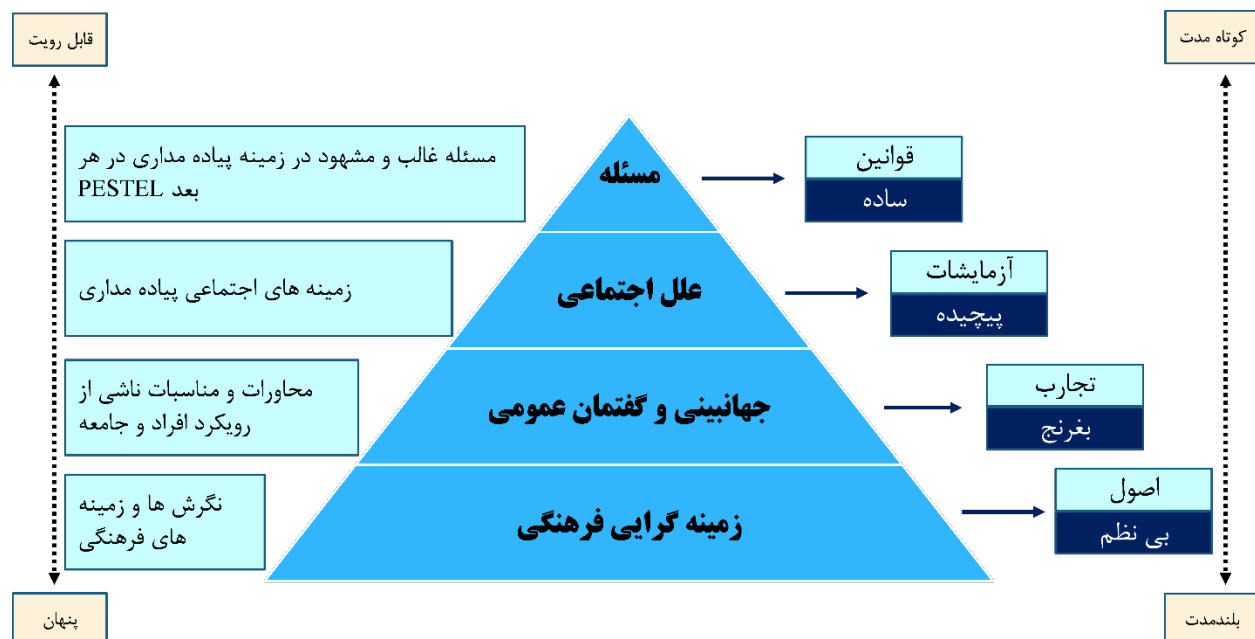 کوتاه مدت
قابل رویت
مسئله
قوانین
ساده
مسئله غالب و مشهود در زمینه پیاده مداری در هر
بعد PESTEL
علل اجتماعی
آزمایشات
پیچیده
زمینه های اجتماعی پیاده مداری
جهانبینی و گفتمان عمومی
تجارب
بغرنج
محاورات و مناسبات ناشی از
رویکرد افراد و جامعه
زمینه گرایی فرهنگی
اصول
بی نظم
نگرش ها و زمینه
های فرهنگی
بلندمدت
پنهان